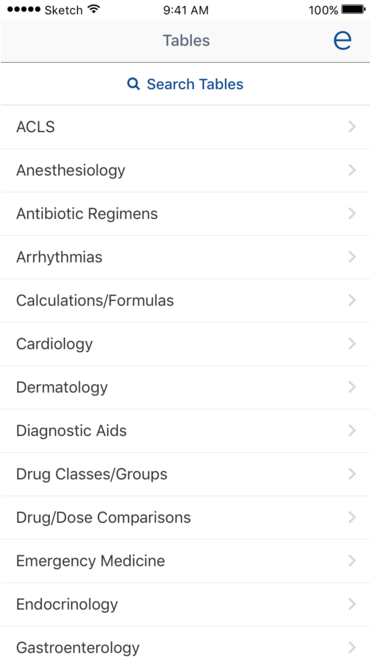 Sketch 9:41 AM 100%
Tables e
Search Tables
ACLS
Anesthesiology
Antibiotic Regimens
Arrhythmias
Calculations/Formulas
Cardiology
Dermatology
Diagnostic Aids
Drug Classes/Groups
Drug/Dose Comparisons
Emergency Medicine
Endocrinology
Gastroenterology